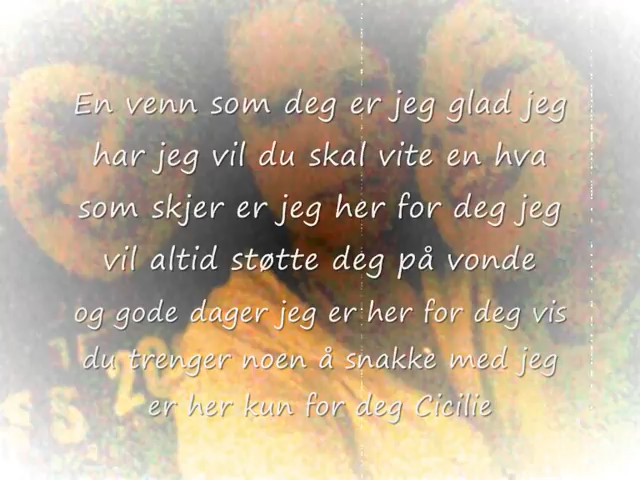 En venn som deg er jeg glad jeg
har jeg vil du skal vite en hva
som skjer er jeg her for deg jeg
vil altid støtte deg på vonde
og gode dager jeg er her for deg vis
du trenger noen å snakke med jeg
er her kun for deg Cicilie